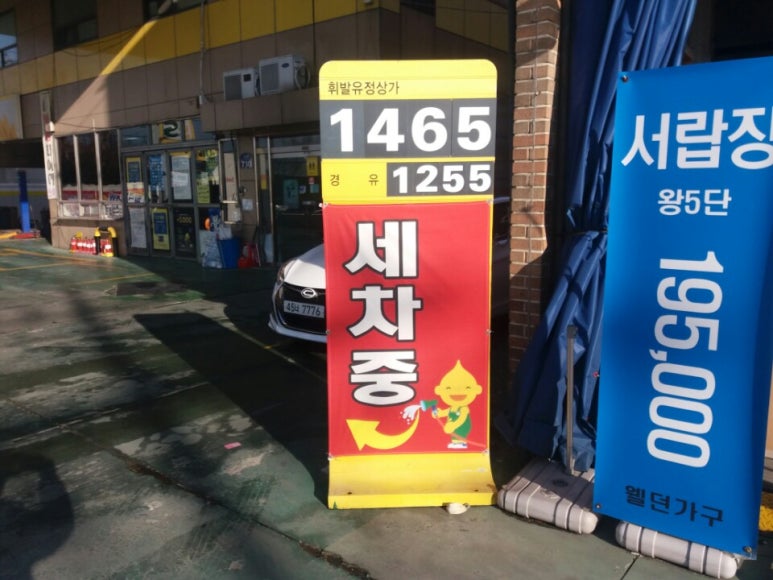 휘발유정상가
1465
경 유
1255
세차중
서랍장
왕5단
195,000
웰던가구
7776